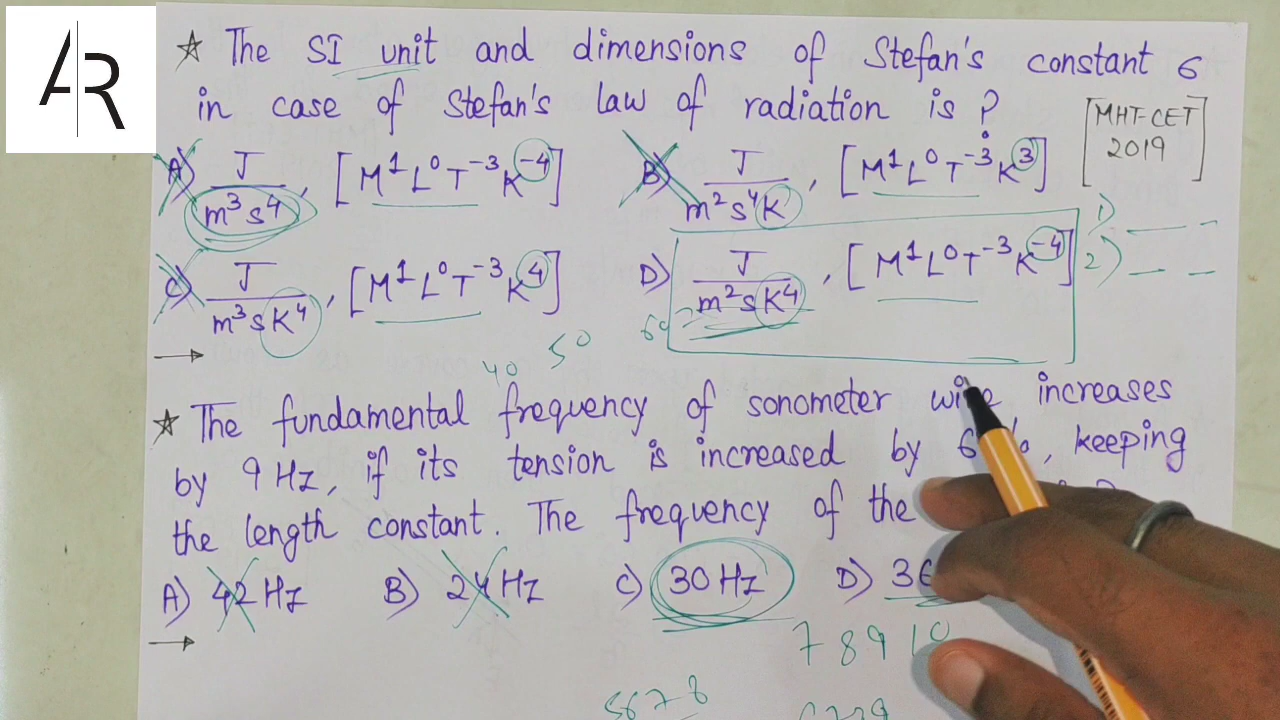 AR
☆ The SI unit and dimensions of Stefan's constant 6
in case of Stefan's law of radiation is ?
[MHT-CET 2019]
A) J/m³s⁴, [M¹L⁰T⁻³K⁻⁴]
B) J/m²s⁴K, [M¹L⁰T⁻³K³]
1)
C) J/m³sK⁴, [M¹L⁰T⁻³K⁴]
D) J/m²sK⁴, [M¹L⁰T⁻³K⁻⁴]
2)
40 50 60
☆ The fundamental frequency of sonometer wire increases
by 9 Hz, if its tension is increased by %, keeping
the length constant. The frequency of the
A) 42 Hz B) 24 Hz C) 30 Hz D)
7 8 9 10
5 6 7 8